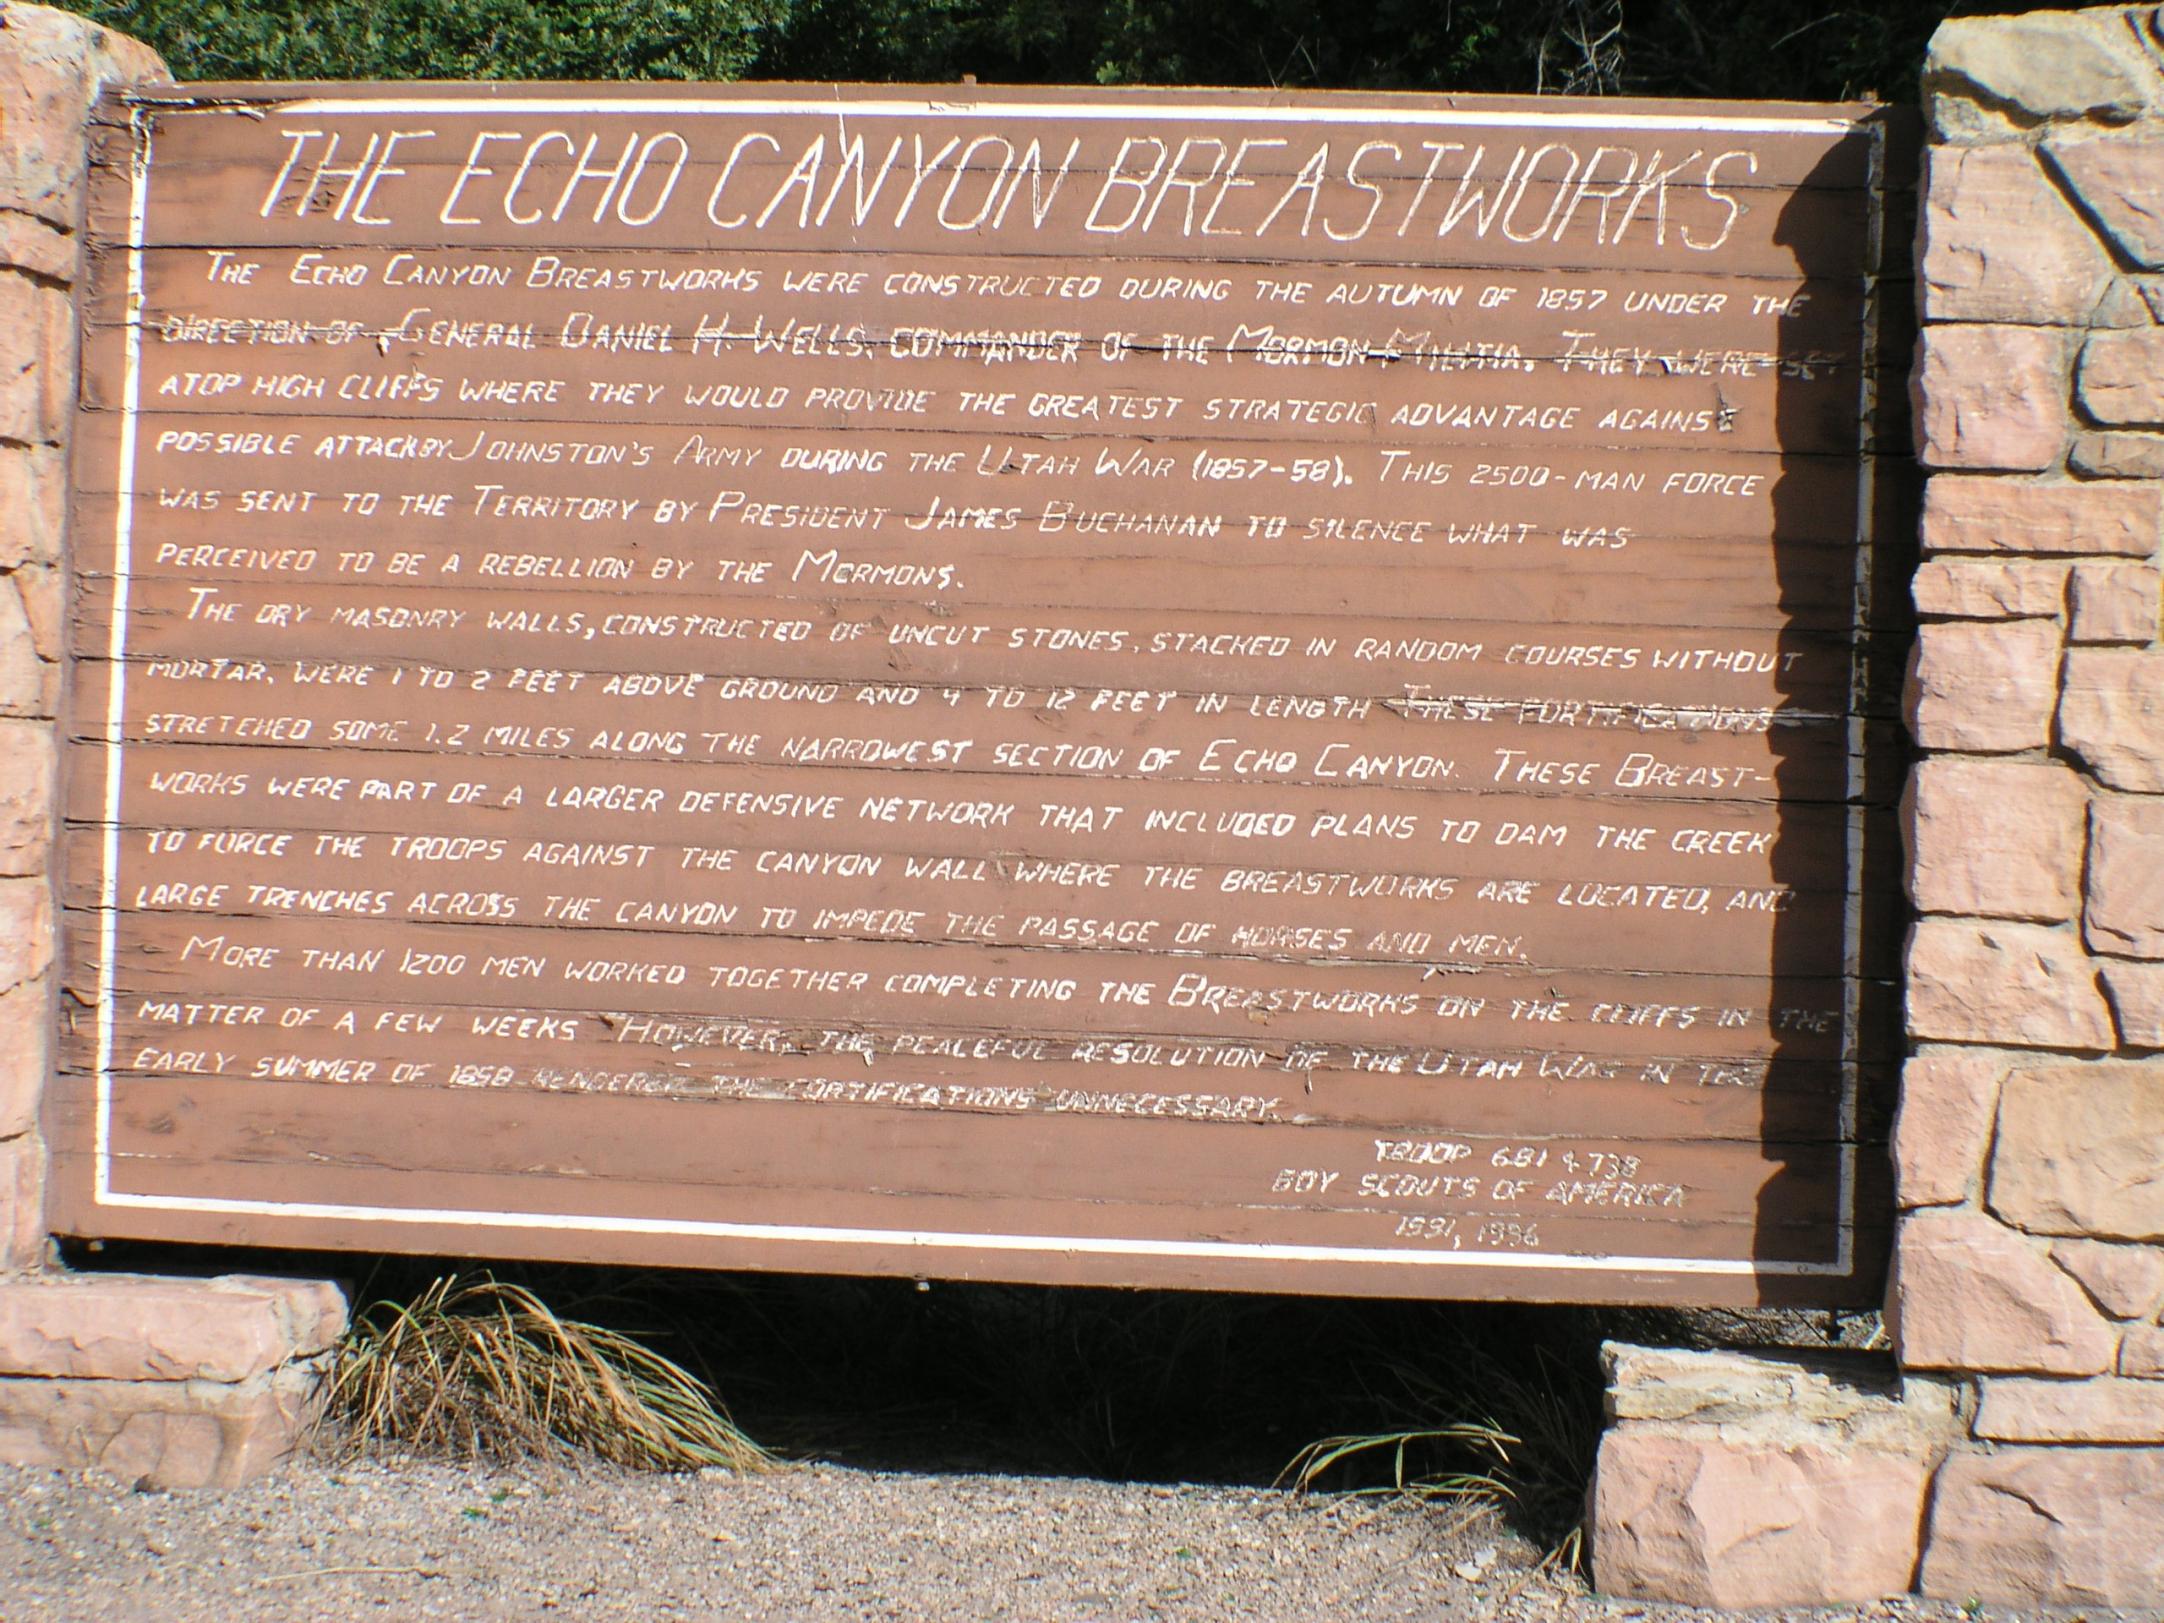 THE ECHO CANYON BREASTWORKS
THE ECHO CANYON BREASTWORKS WERE CONSTRUCTED DURING THE AUTUMN OF 1857 UNDER THE
DIRECTION OF GENERAL DANIEL H. WELLS, COMMANDER OF THE MORMON MILITIA. THEY WERE SET
ATOP HIGH CLIFFS WHERE THEY WOULD PROVIDE THE GREATEST STRATEGIC ADVANTAGE AGAINST
POSSIBLE ATTACK BY JOHNSTON'S ARMY DURING THE UTAH WAR (1857-58). THIS 2500-MAN FORCE
WAS SENT TO THE TERRITORY BY PRESIDENT JAMES BUCHANAN TO SILENCE WHAT WAS
PERCEIVED TO BE A REBELLION BY THE MORMONS.
THE DRY MASONRY WALLS, CONSTRUCTED OF UNCUT STONES, STACKED IN RANDOM COURSES WITHOUT
MORTAR, WERE 1 TO 2 FEET ABOVE GROUND AND 4 TO 12 FEET IN LENGTH THESE FORTIFICATIONS
STRETCHED SOME 1.2 MILES ALONG THE NARROWEST SECTION OF ECHO CANYON. THESE BREAST-
WORKS WERE PART OF A LARGER DEFENSIVE NETWORK THAT INCLUDED PLANS TO DAM THE CREEK
TO FORCE THE TROOPS AGAINST THE CANYON WALL WHERE THE BREASTWORKS ARE LOCATED, AND
LARGE TRENCHES ACROSS THE CANYON TO IMPEDE THE PASSAGE OF HORSES AND MEN.
MORE THAN 1200 MEN WORKED TOGETHER COMPLETING THE BREASTWORKS ON THE CLIFFS IN THE
MATTER OF A FEW WEEKS HOWEVER, THE PEACEFUL RESOLUTION OF THE UTAH WAR IN THE
EARLY SUMMER OF 1858 RENDERED THE FORTIFICATIONS UNNECESSARY.
TROOP 681 & 738
BOY SCOUTS OF AMERICA
1991, 1996